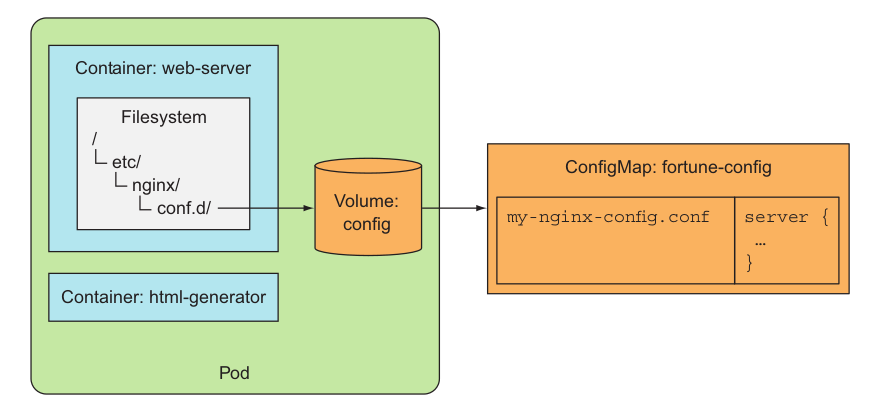 Container: web-server
Filesystem
/
etc/
nginx/
conf.d/
Volume:
config
ConfigMap: fortune-config
my-nginx-config.conf
server {
…
}
Container: html-generator
Pod